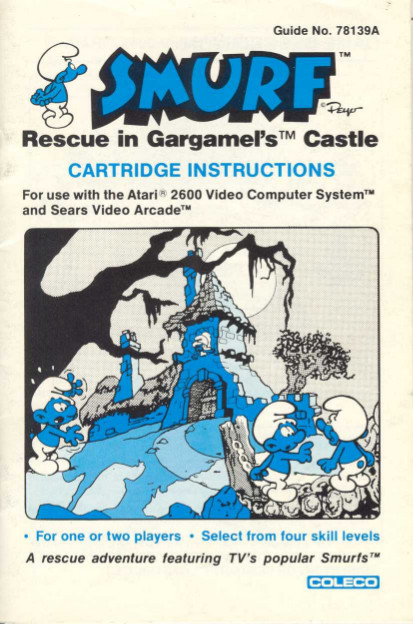 Guide No. 78139A
SMURF™
© Peyo
Rescue in Gargamel's™ Castle
CARTRIDGE INSTRUCTIONS
For use with the Atari® 2600 Video Computer System™
and Sears Video Arcade™
• For one or two players • Select from four skill levels
A rescue adventure featuring TV's popular Smurfs™
COLECO